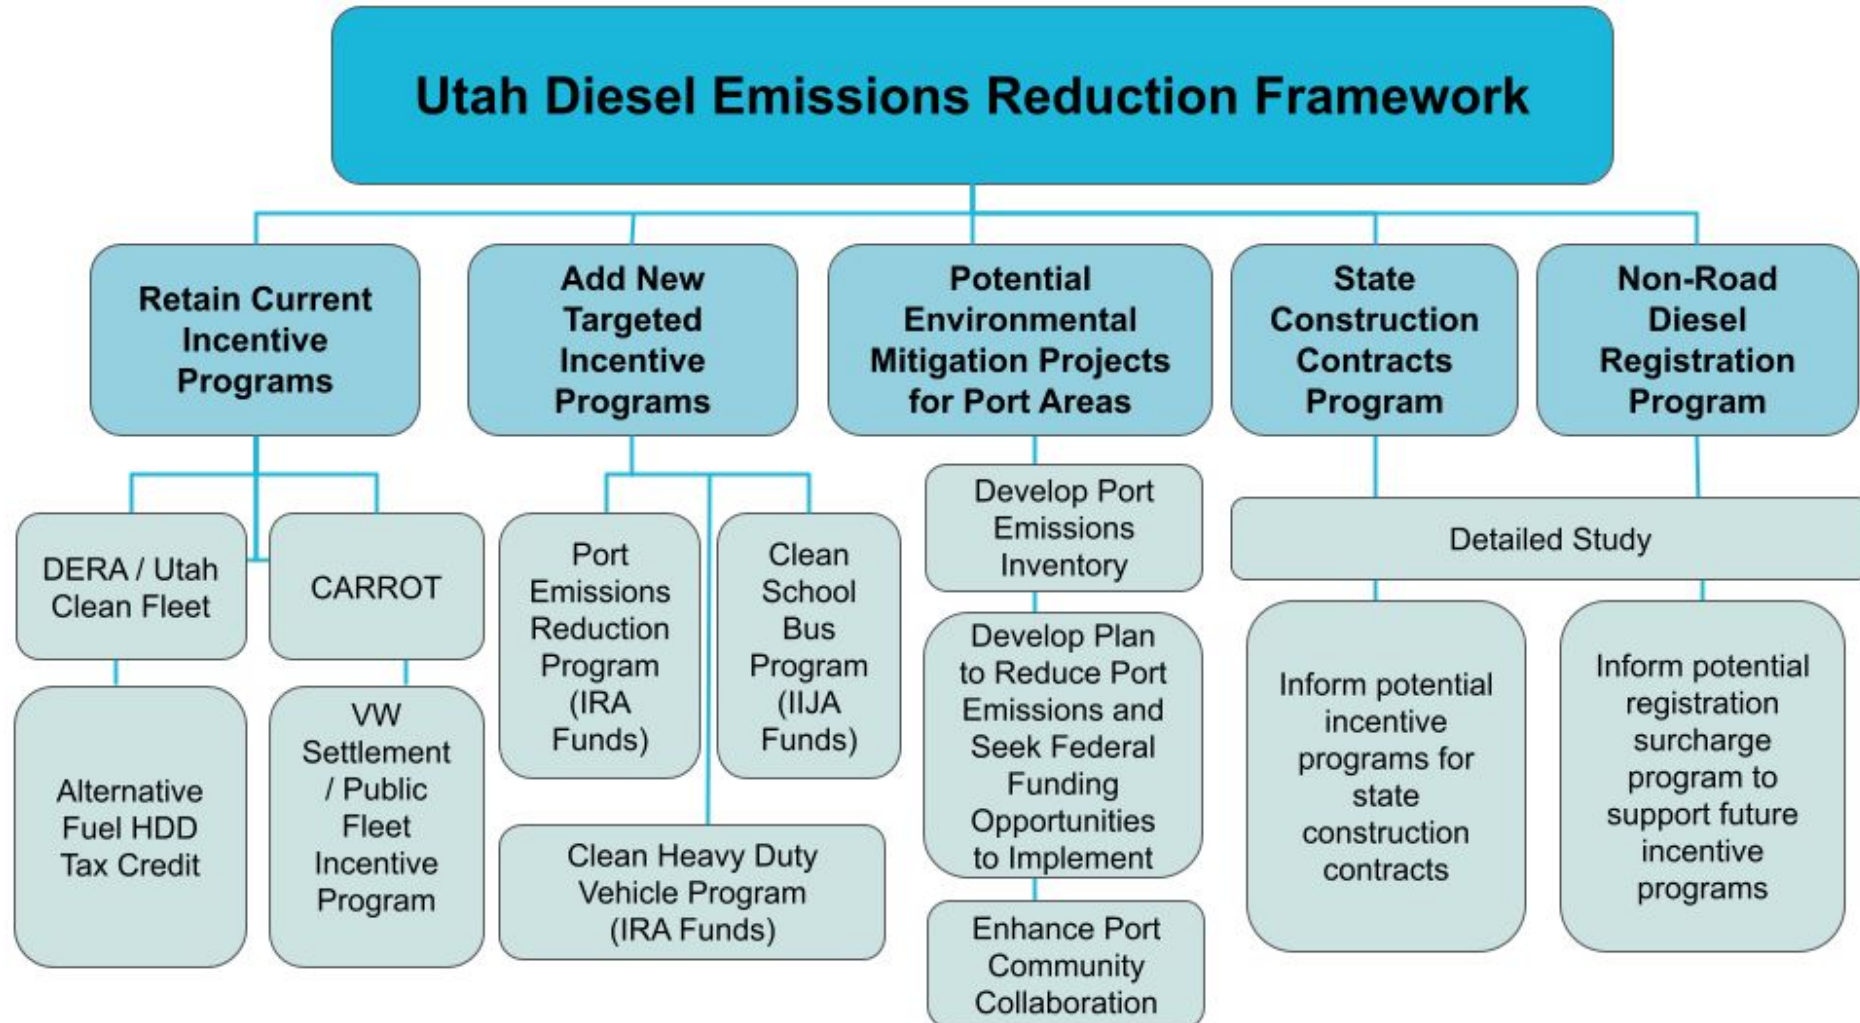 Utah Diesel Emissions Reduction Framework
Retain Current
Incentive
Programs
Add New
Targeted
Incentive
Programs
Potential
Environmental
Mitigation Projects
for Port Areas
State
Construction
Contracts
Program
Non-Road
Diesel
Registration
Program
DERA / Utah
Clean Fleet
CARROT
Alternative
Fuel HDD
Tax Credit
VW
Settlement
/ Public
Fleet
Incentive
Program
Port
Emissions
Reduction
Program
(IRA
Funds)
Clean
School
Bus
Program
(IIJA
Funds)
Clean Heavy Duty
Vehicle Program
(IRA Funds)
Develop Port
Emissions
Inventory
Develop Plan
to Reduce Port
Emissions and
Seek Federal
Funding
Opportunities
to Implement
Enhance Port
Community
Collaboration
Detailed Study
Inform potential
incentive
programs for
state
construction
contracts
Inform potential
registration
surcharge
program to
support future
incentive
programs